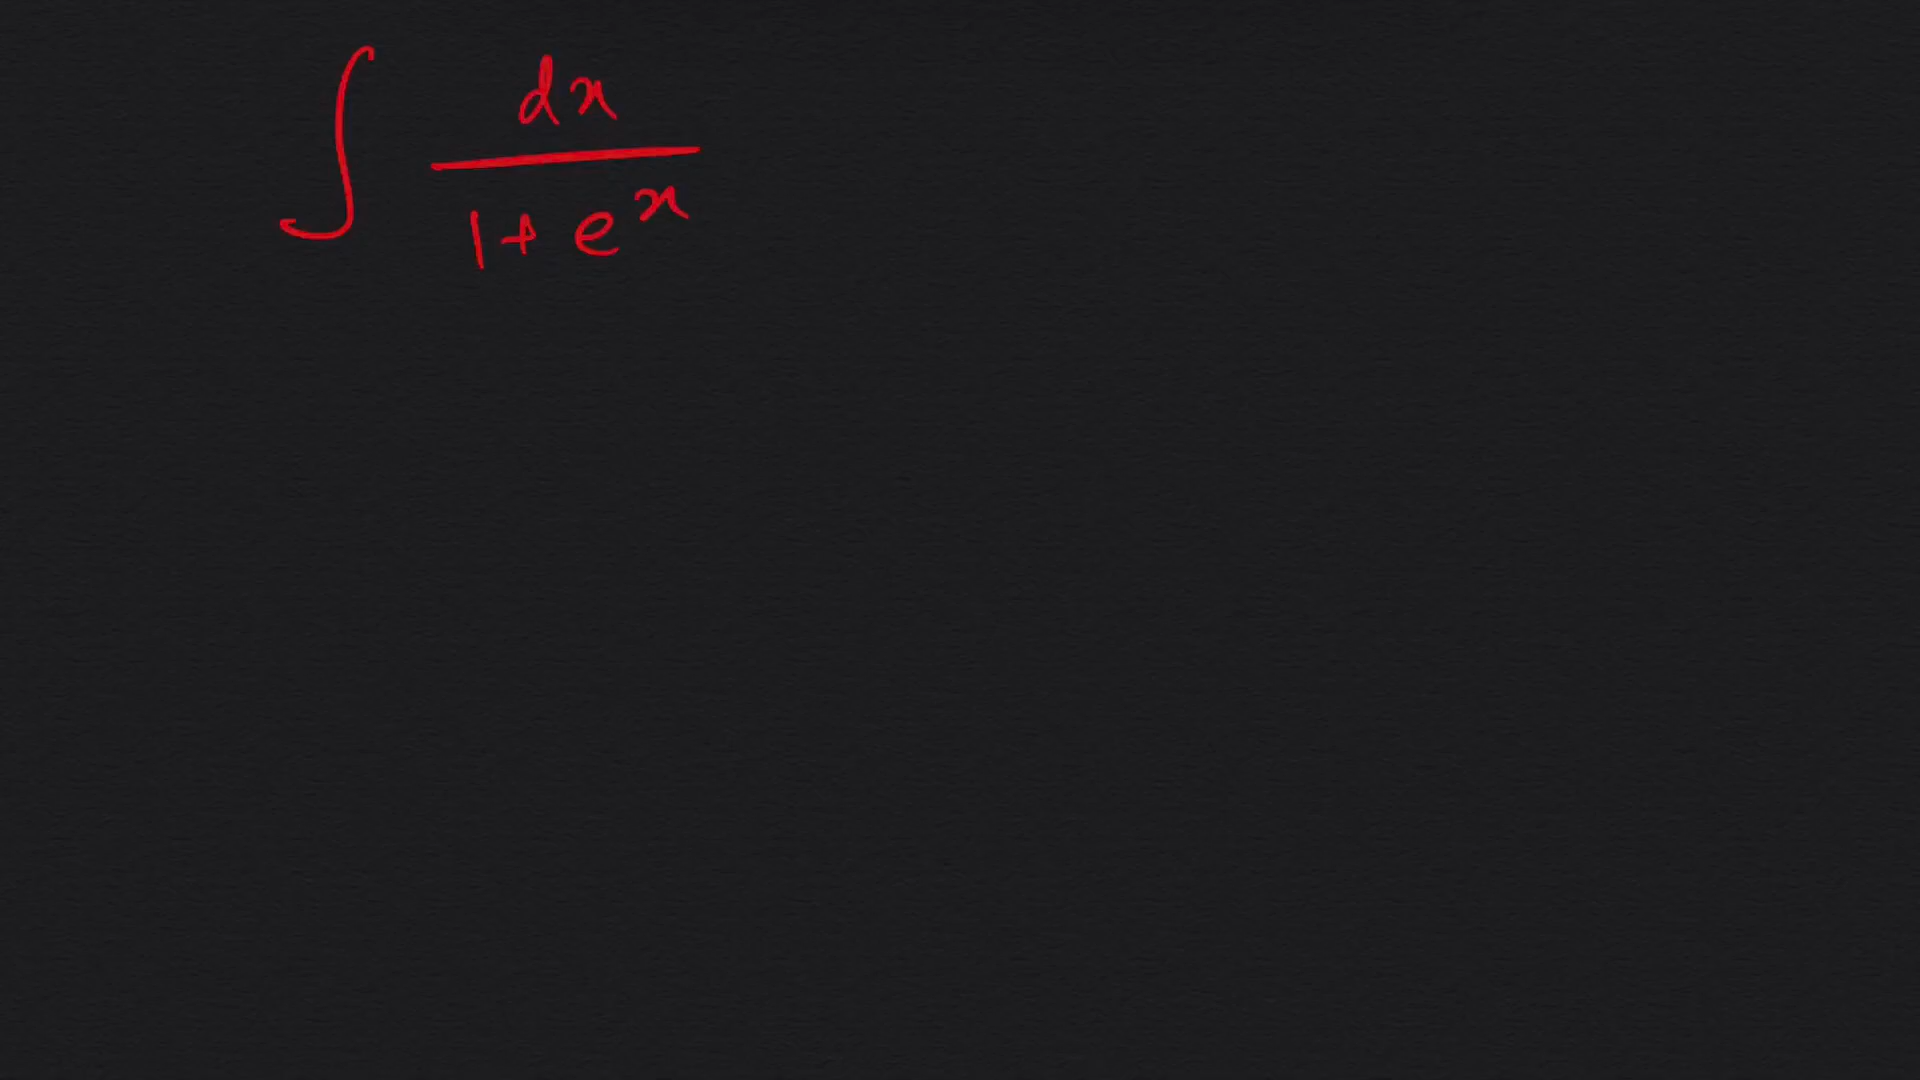 ∫ dx / (1 + e^x)